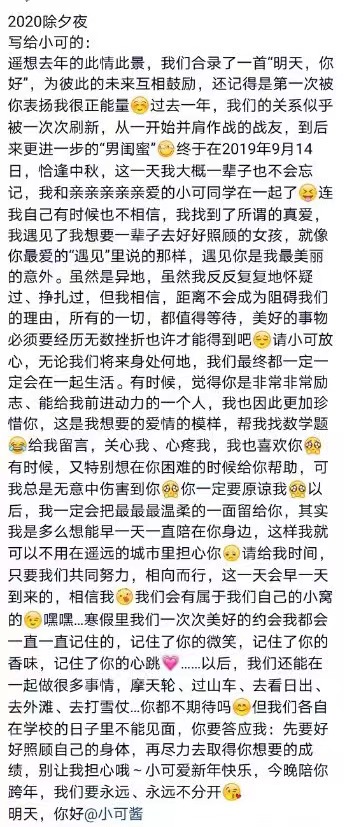 2020除夕夜
写给小可的：
遥想去年的此情此景，我们合录了一首“明天，你
好”，为彼此的未来互相鼓励，还记得是第一次被
你表扬我很正能量😊过去一年，我们的关系似乎
被一次次刷新，从一开始并肩作战的战友，到后
来更进一步的“男闺蜜”😆终于在2019年9月14
日，恰逢中秋，这一天我大概一辈子也不会忘
记，我和亲亲亲亲亲爱的小可同学在一起了😝连
我自己有时候也不相信，我找到了所谓的真爱，
我遇见了我想要一辈子去好好照顾的女孩，就像
你最爱的“遇见”里说的那样，遇见你是我最美丽
的意外。虽然是异地，虽然我反反复复地怀疑
过、挣扎过，但我相信，距离不会成为阻碍我们
的理由，所有的一切，都值得等待，美好的事物
必须要经历无数挫折也许才能得到吧😌请小可放
心，无论我们将来身处何地，我们最终都一定一
定会在一起生活。有时候，觉得你是非常非常励
志、能给我前进动力的一个人，我也因此更加珍
惜你，这是我想要的爱情的模样，帮我找数学题
😂给我留言，关心我、心疼我，我也喜欢你🥺
有时候，又特别想在你困难的时候给你帮助，可
我总是无意中伤害到你🥺你一定要原谅我🥺以
后，我一定会把最最最温柔的一面留给你，其实
我是多么想能早一天一直陪在你身边，这样我就
可以不用在遥远的城市里担心你😔请给我时间，
只要我们共同努力，相向而行，这一天会早一天
到来的，相信我😘我们会有属于我们自己的小窝
的😉嘿嘿...寒假里我们一次次美好的约会我都会
一直一直记住的，记住了你的微笑，记住了你的
香味，记住了你的心跳💗......以后，我们还能在
一起做很多事情，摩天轮、过山车、去看日出、
去外滩、去打雪仗...你都不期待吗😄但我们各自
在学校的日子里不能见面，你要答应我：先要好
好照顾自己的身体，再尽力去取得你想要的成
绩，别让我担心哦～小可爱新年快乐，今晚陪你
跨年，我们要永远、永远不分开😘
明天，你好@小可酱